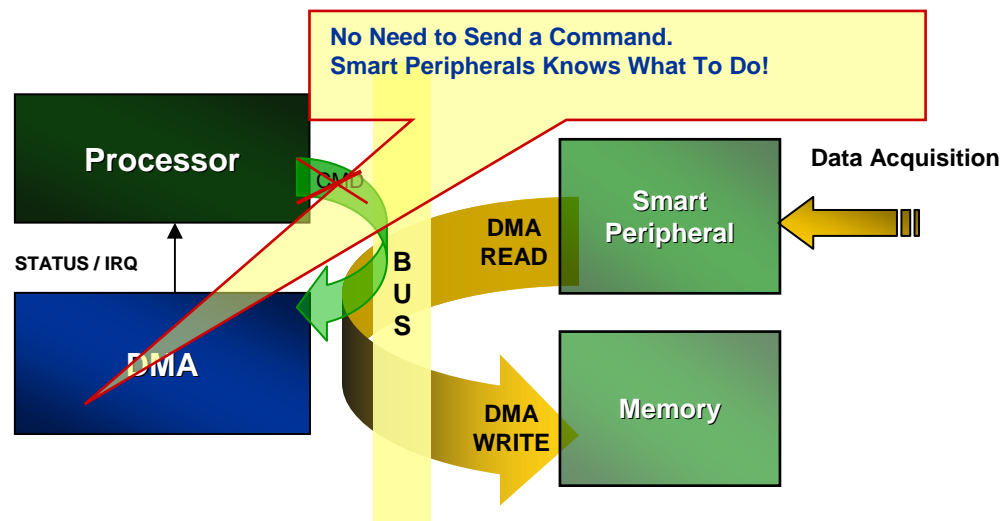 No Need to Send a Command.
Smart Peripherals Knows What To Do!
Processor
CMD
Data Acquisition
Smart
Peripheral
DMA
READ
STATUS / IRQ
B
U
S
DMA
Memory
DMA
WRITE